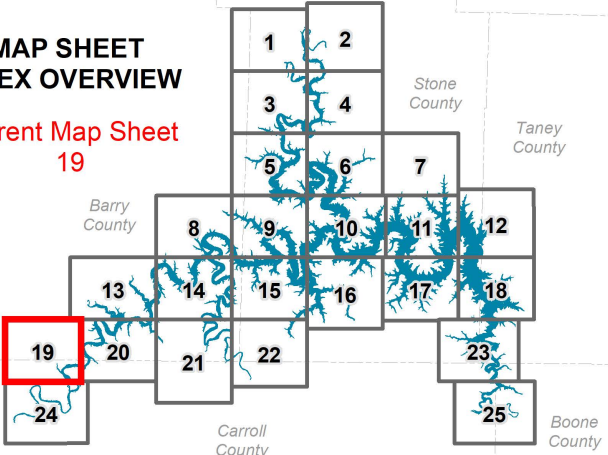 MAP SHEET
EX OVERVIEW
rent Map Sheet
19
1
2
3
4
Stone
County
Taney
County
5
6
7
Barry
County
8
9
10
11
12
13
14
15
16
17
18
19
20
21
22
23
24
25
Carroll
County
Boone
County